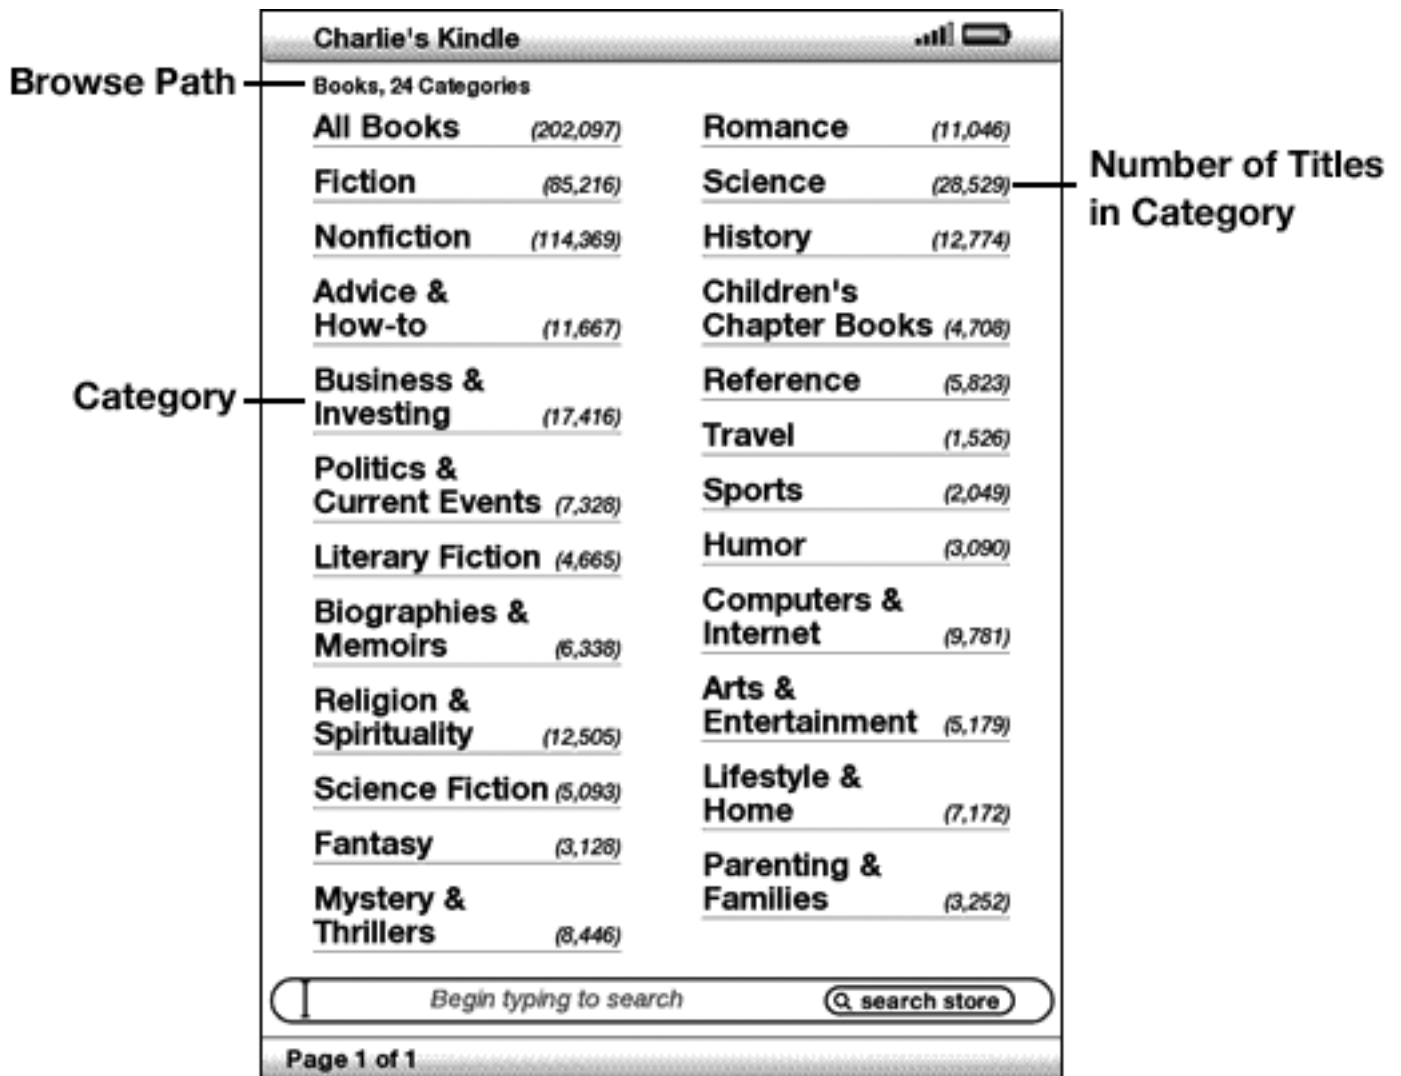 Charlie's Kindle
Browse Path
Books, 24 Categories
All Books (202,097)
Fiction (85,216)
Nonfiction (114,369)
Advice &
How-to (11,667)
Category
Business &
Investing (17,416)
Politics &
Current Events (7,328)
Literary Fiction (4,665)
Biographies &
Memoirs (6,338)
Religion &
Spirituality (12,505)
Science Fiction (5,093)
Fantasy (3,128)
Mystery &
Thrillers (8,446)
Romance (11,046)
Science (28,529)
Number of Titles
in Category
History (12,774)
Children's
Chapter Books (4,708)
Reference (5,823)
Travel (1,526)
Sports (2,049)
Humor (3,090)
Computers &
Internet (9,781)
Arts &
Entertainment (5,179)
Lifestyle &
Home (7,172)
Parenting &
Families (3,252)
Begin typing to search
search store
Page 1 of 1